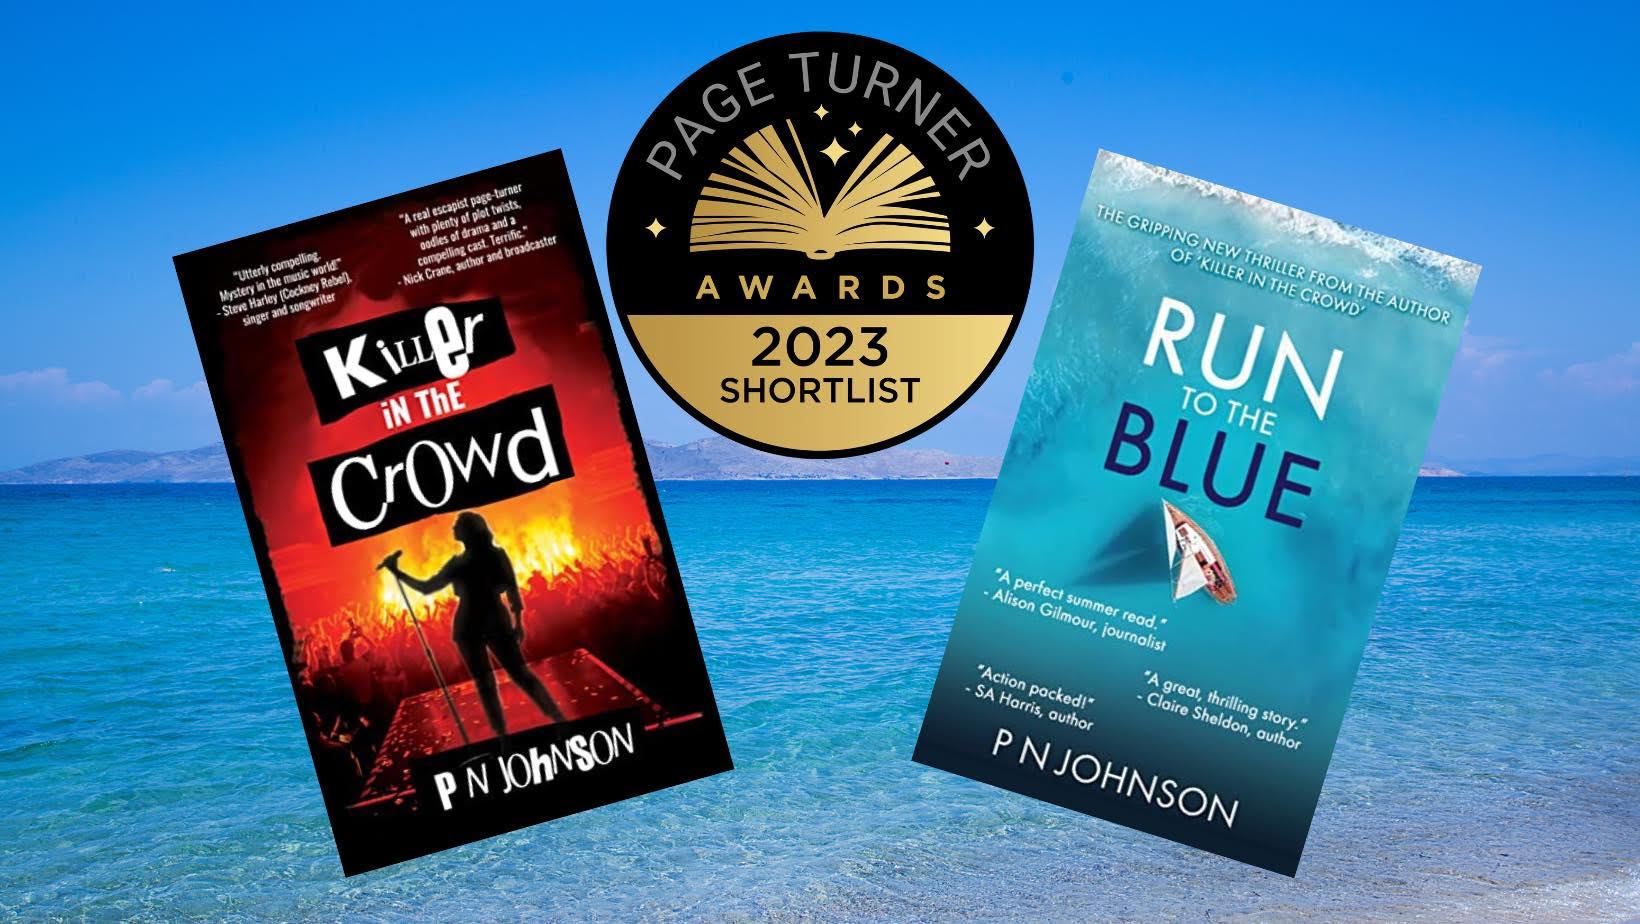 PAGE TURNER
AWARDS
2023
SHORTLIST
"Utterly compelling.
Mystery in the music world!"
- Steve Harley (Cockney Rebel),
singer and songwriter
"A real escapist page-turner
with plenty of plot twists,
oodles of drama and a
compelling cast. Terrific."
- Nick Crane, author and broadcaster
KiLLer
iN ThE
CrOwd
P N JOhNSON
THE GRIPPING NEW THRILLER FROM THE AUTHOR
OF 'KILLER IN THE CROWD'
RUN
TO THE
BLUE
"A perfect summer read."
- Alison Gilmour, journalist
"Action packed!"
- SA Harris, author
"A great, thrilling story."
- Claire Sheldon, author
P N JOHNSON